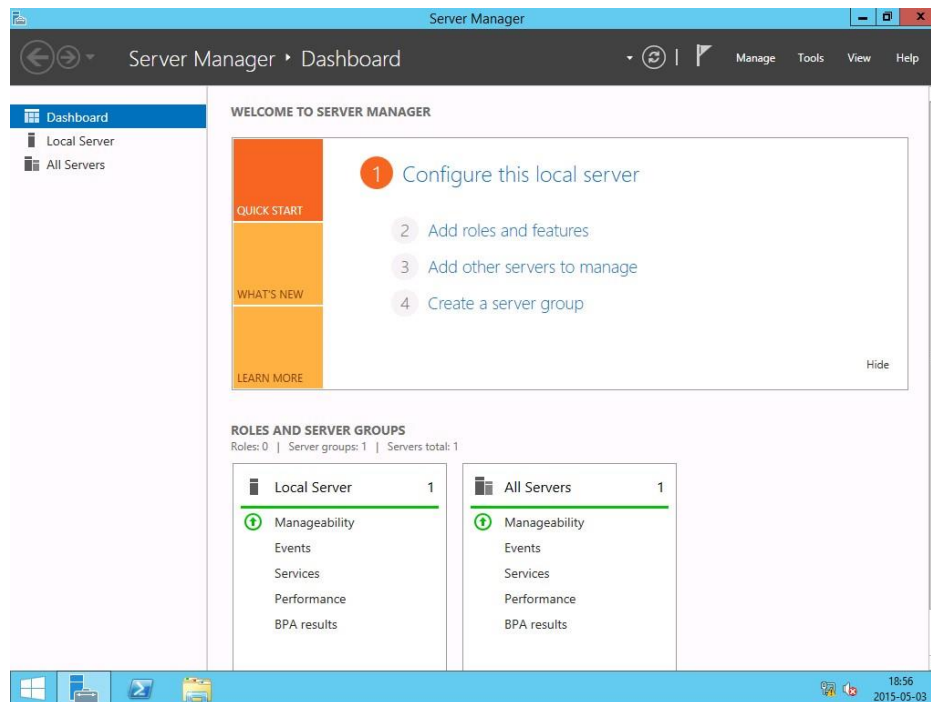 Server Manager
Server Manager ‣ Dashboard
Manage Tools View Help
Dashboard
Local Server
All Servers
WELCOME TO SERVER MANAGER
QUICK START
WHAT'S NEW
LEARN MORE
1 Configure this local server
2 Add roles and features
3 Add other servers to manage
4 Create a server group
Hide
ROLES AND SERVER GROUPS
Roles: 0 | Server groups: 1 | Servers total: 1
Local Server 1
Manageability
Events
Services
Performance
BPA results
All Servers 1
Manageability
Events
Services
Performance
BPA results
18:56
2015-05-03